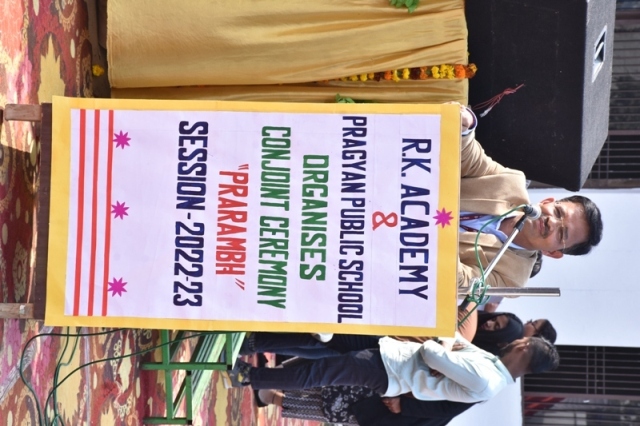 R.K. ACADEMY
&
PRAGYAN PUBLIC SCHOOL
ORGANISES
CONJOINT CEREMONY
"PRARAMBH"
SESSION-2022-23